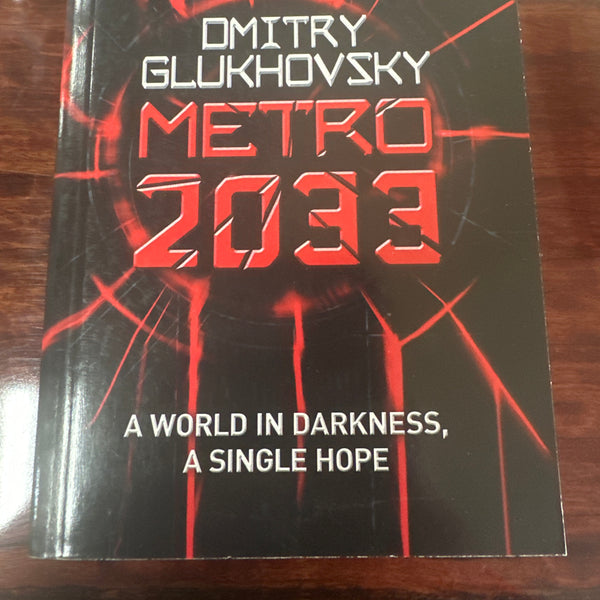 DMITRY
GLUKHOVSKY
METRO
2033
A WORLD IN DARKNESS,
A SINGLE HOPE